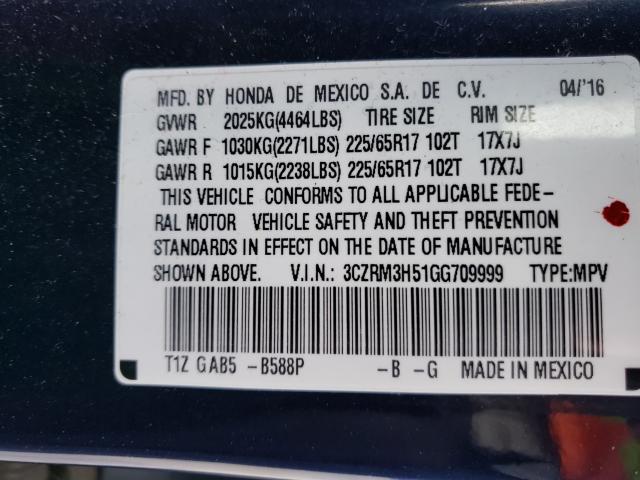 MFD. BY HONDA DE MEXICO S.A. DE C.V. 04/'16
GVWR 2025KG(4464LBS) TIRE SIZE RIM SIZE
GAWR F 1030KG(2271LBS) 225/65R17 102T 17X7J
GAWR R 1015KG(2238LBS) 225/65R17 102T 17X7J
THIS VEHICLE CONFORMS TO ALL APPLICABLE FEDE-
RAL MOTOR VEHICLE SAFETY AND THEFT PREVENTION
STANDARDS IN EFFECT ON THE DATE OF MANUFACTURE
SHOWN ABOVE. V.I.N.: 3CZRM3H51GG709999 TYPE:MPV
T1Z GAB5 -B588P -B -G MADE IN MEXICO